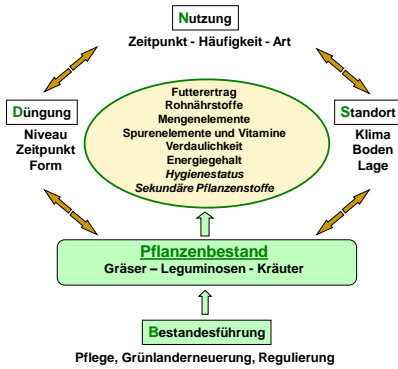 Nutzung
Zeitpunkt - Häufigkeit - Art
Düngung
Niveau
Zeitpunkt
Form
Futterertrag
Rohnährstoffe
Mengenelemente
Spurenelemente und Vitamine
Verdaulichkeit
Energiegehalt
Hygienestatus
Sekundäre Pflanzenstoffe
Standort
Klima
Boden
Lage
Pflanzenbestand
Gräser – Leguminosen - Kräuter
Bestandesführung
Pflege, Grünlanderneuerung, Regulierung